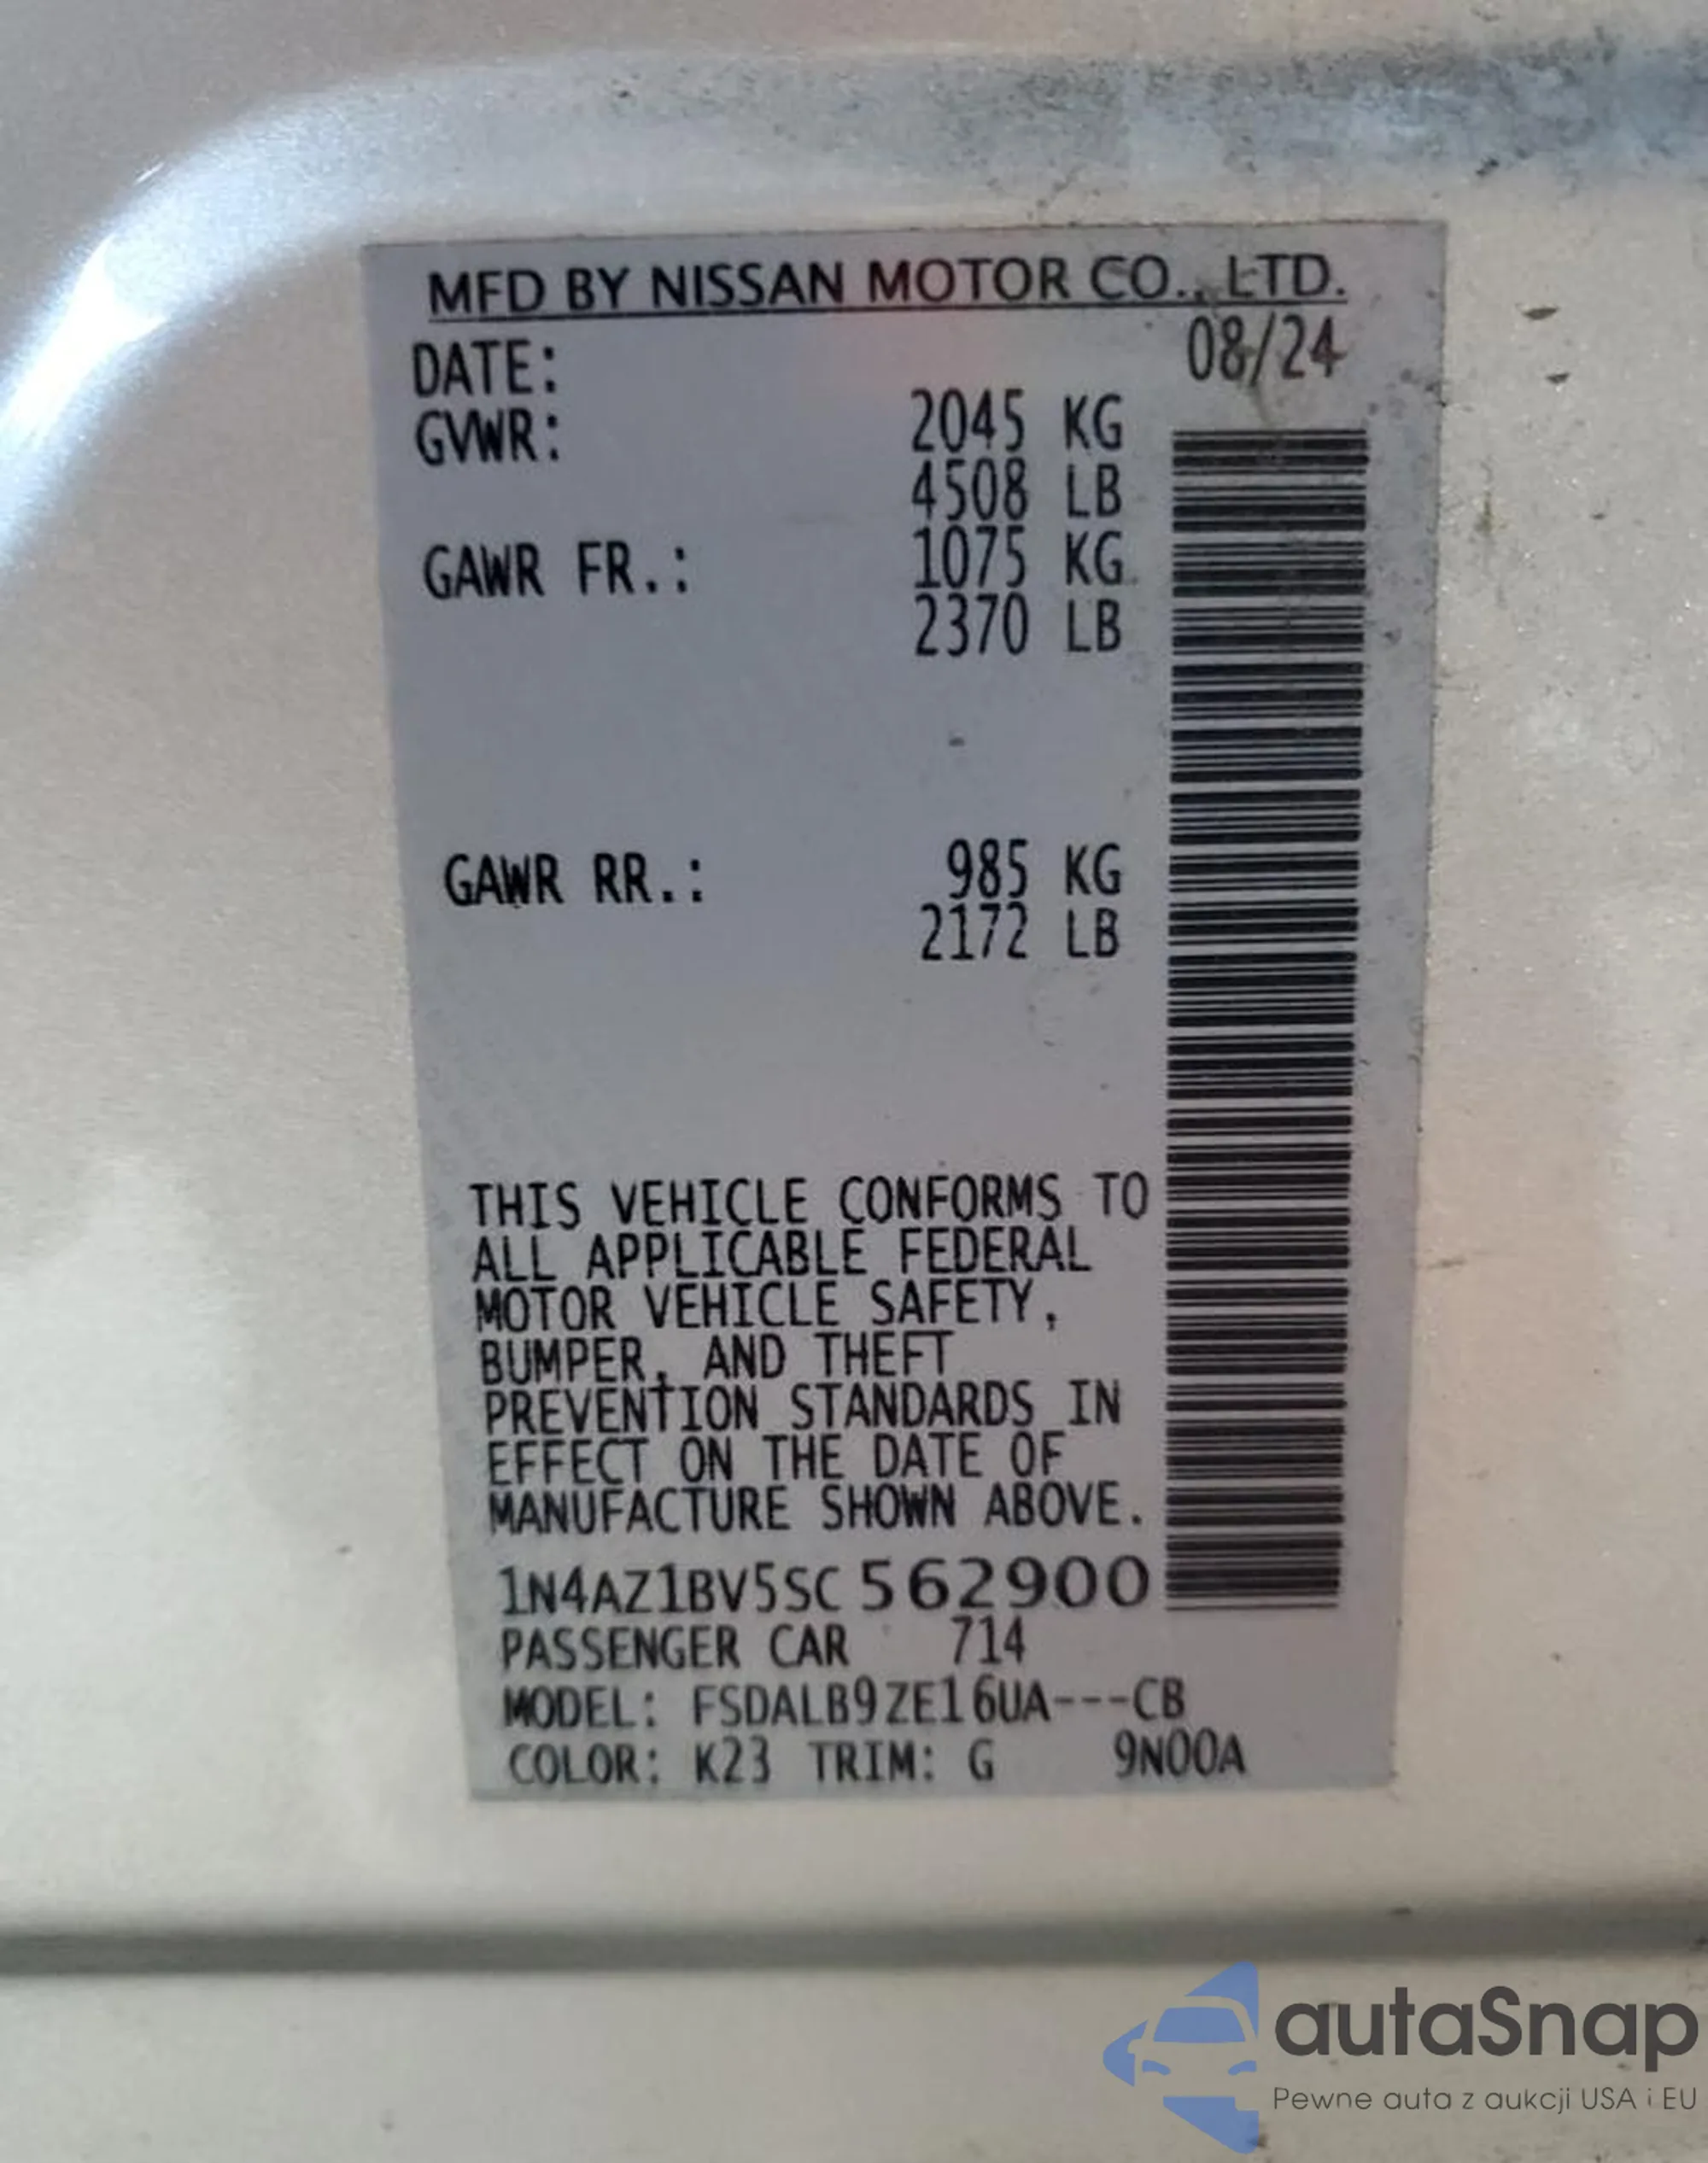 MFD BY NISSAN MOTOR CO., LTD.
DATE: 08/24
GVWR: 2045 KG
4508 LB
GAWR FR.: 1075 KG
2370 LB
GAWR RR.: 985 KG
2172 LB
THIS VEHICLE CONFORMS TO
ALL APPLICABLE FEDERAL
MOTOR VEHICLE SAFETY,
BUMPER, AND THEFT
PREVENTION STANDARDS IN
EFFECT ON THE DATE OF
MANUFACTURE SHOWN ABOVE.
1N4AZ1BV5SC562900
PASSENGER CAR 714
MODEL: FSDALB9ZE16UA---CB
COLOR: K23 TRIM: G 9N00A
autaSnap
Pewne auta z aukcji USA i EU